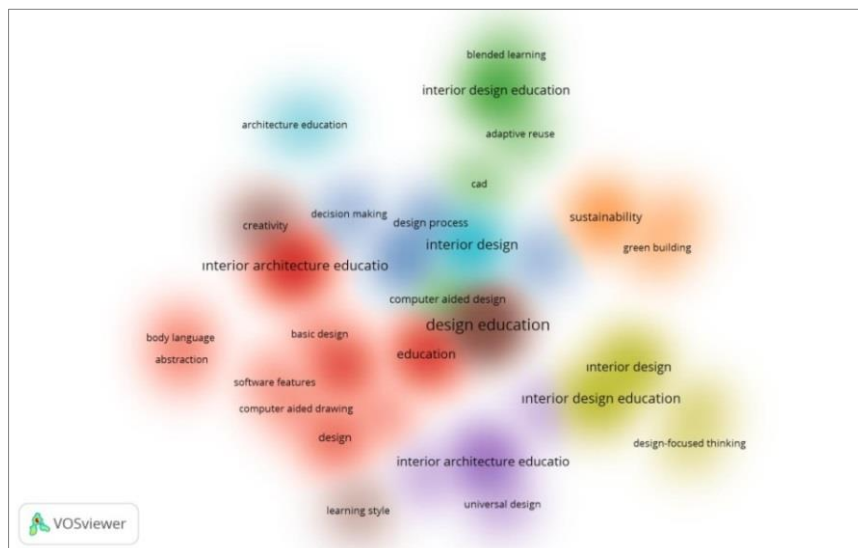 blended learning
interior design education
architecture education
adaptive reuse
cad
creativity
decision making
design process
sustainability
interior design
green building
ınterior architecture educatio
computer aided design
design education
body language
basic design
education
abstraction
ınterior design
software features
ınterior design education
computer aided drawing
design
design-focused thinking
interior architecture educatio
universal design
learning style
VOSviewer